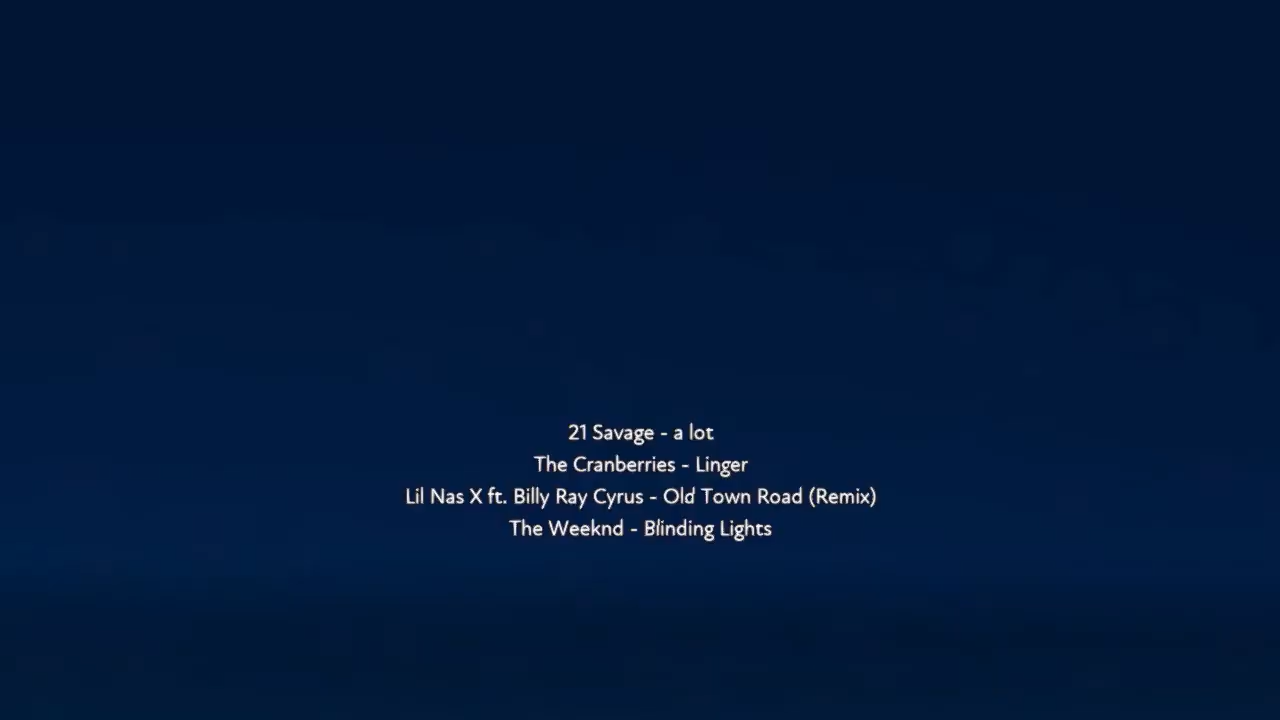 21 Savage - a lot
The Cranberries - Linger
Lil Nas X ft. Billy Ray Cyrus - Old Town Road (Remix)
The Weeknd - Blinding Lights